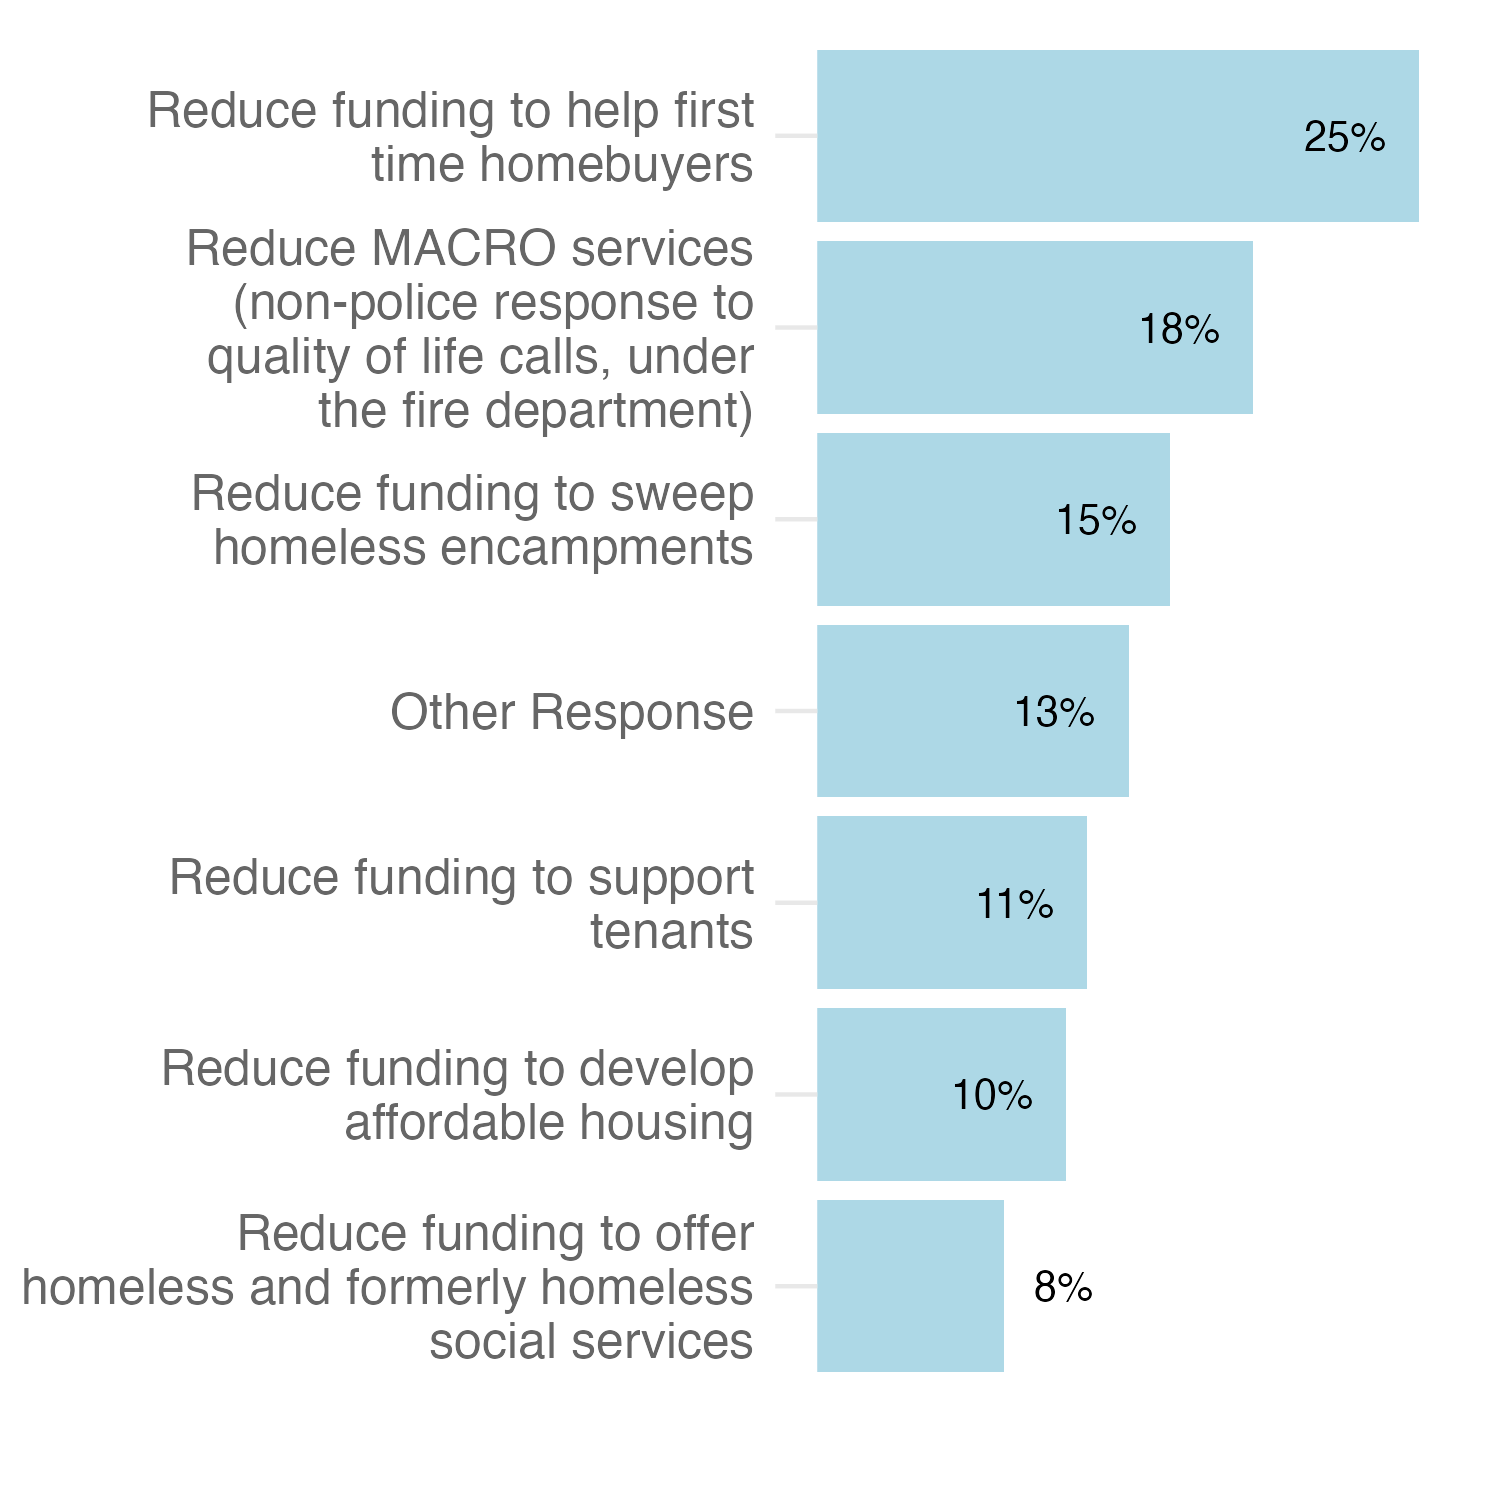 Reduce funding to help first
time homebuyers
25%
Reduce MACRO services
(non-police response to
quality of life calls, under
the fire department)
18%
Reduce funding to sweep
homeless encampments
15%
Other Response
13%
Reduce funding to support
tenants
11%
Reduce funding to develop
affordable housing
10%
Reduce funding to offer
homeless and formerly homeless
social services
8%